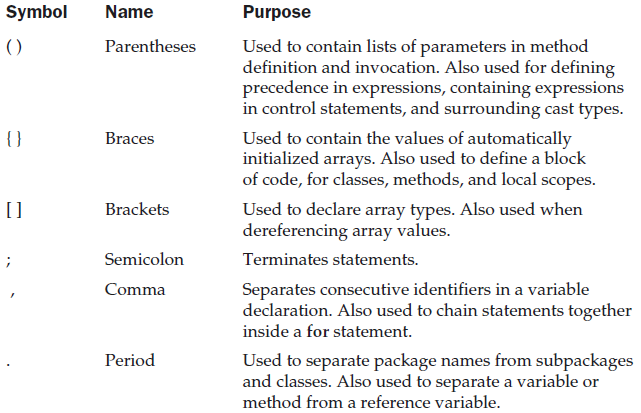 Symbol Name Purpose
( ) Parentheses Used to contain lists of parameters in method
definition and invocation. Also used for defining
precedence in expressions, containing expressions
in control statements, and surrounding cast types.
{ } Braces Used to contain the values of automatically
initialized arrays. Also used to define a block
of code, for classes, methods, and local scopes.
[ ] Brackets Used to declare array types. Also used when
dereferencing array values.
; Semicolon Terminates statements.
, Comma Separates consecutive identifiers in a variable
declaration. Also used to chain statements together
inside a for statement.
. Period Used to separate package names from subpackages
and classes. Also used to separate a variable or
method from a reference variable.